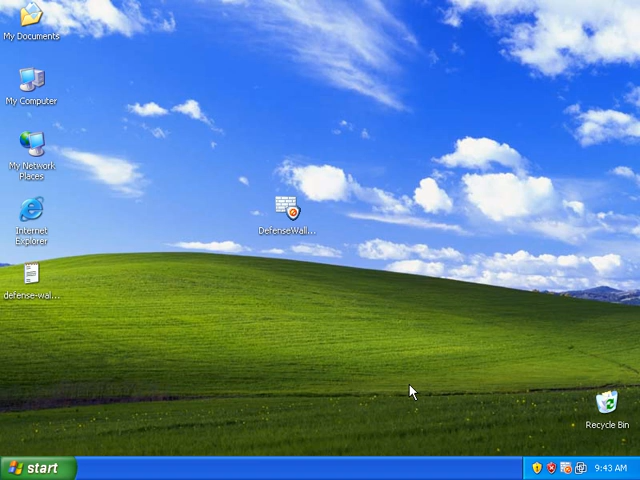 My Documents
My Computer
My Network
Places
Internet
Explorer
defense-wal...
DefenseWall...
Recycle Bin
start
9:43 AM